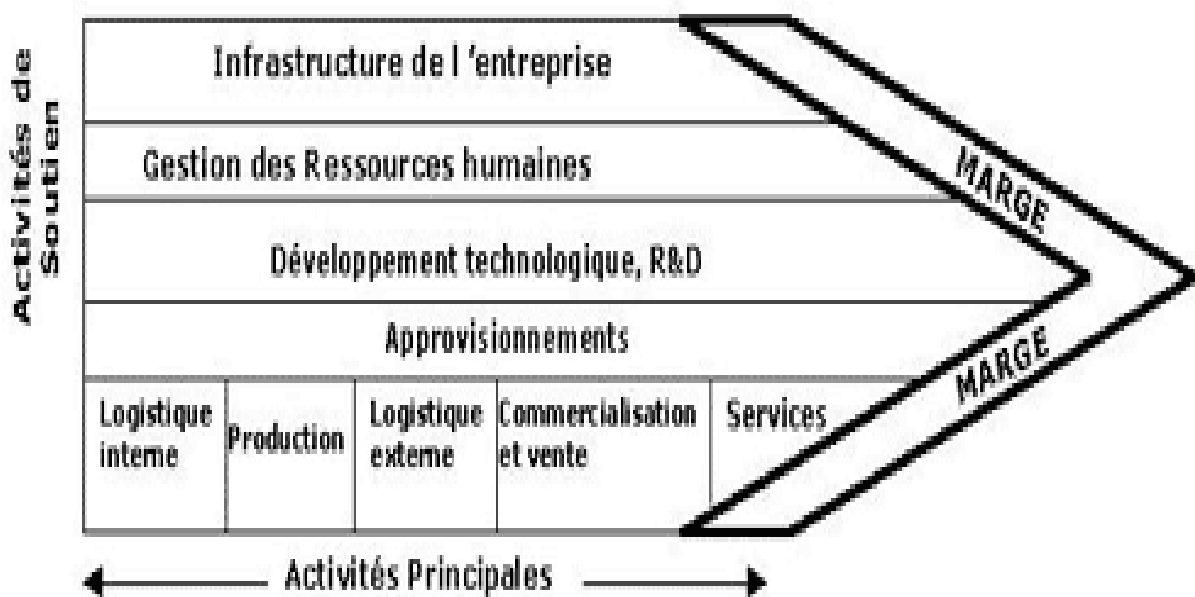 Activités de
Soutien
Infrastructure de l 'entreprise
Gestion des Ressources humaines
Développement technologique, R&D
Approvisionnements
Logistique
interne
Production
Logistique
externe
Commercialisation
et vente
Services
MARGE
MARGE
Activités Principales